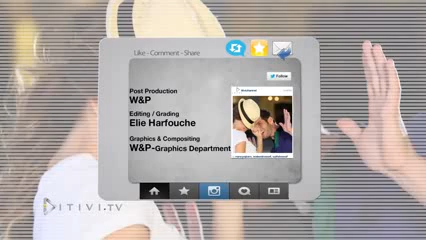 Like - Comment - Share
Follow
Post Production
W&P
Editing / Grading
Elie Harfouche
Graphics & Compositing
W&P-Graphics Department
ITIVI.TV